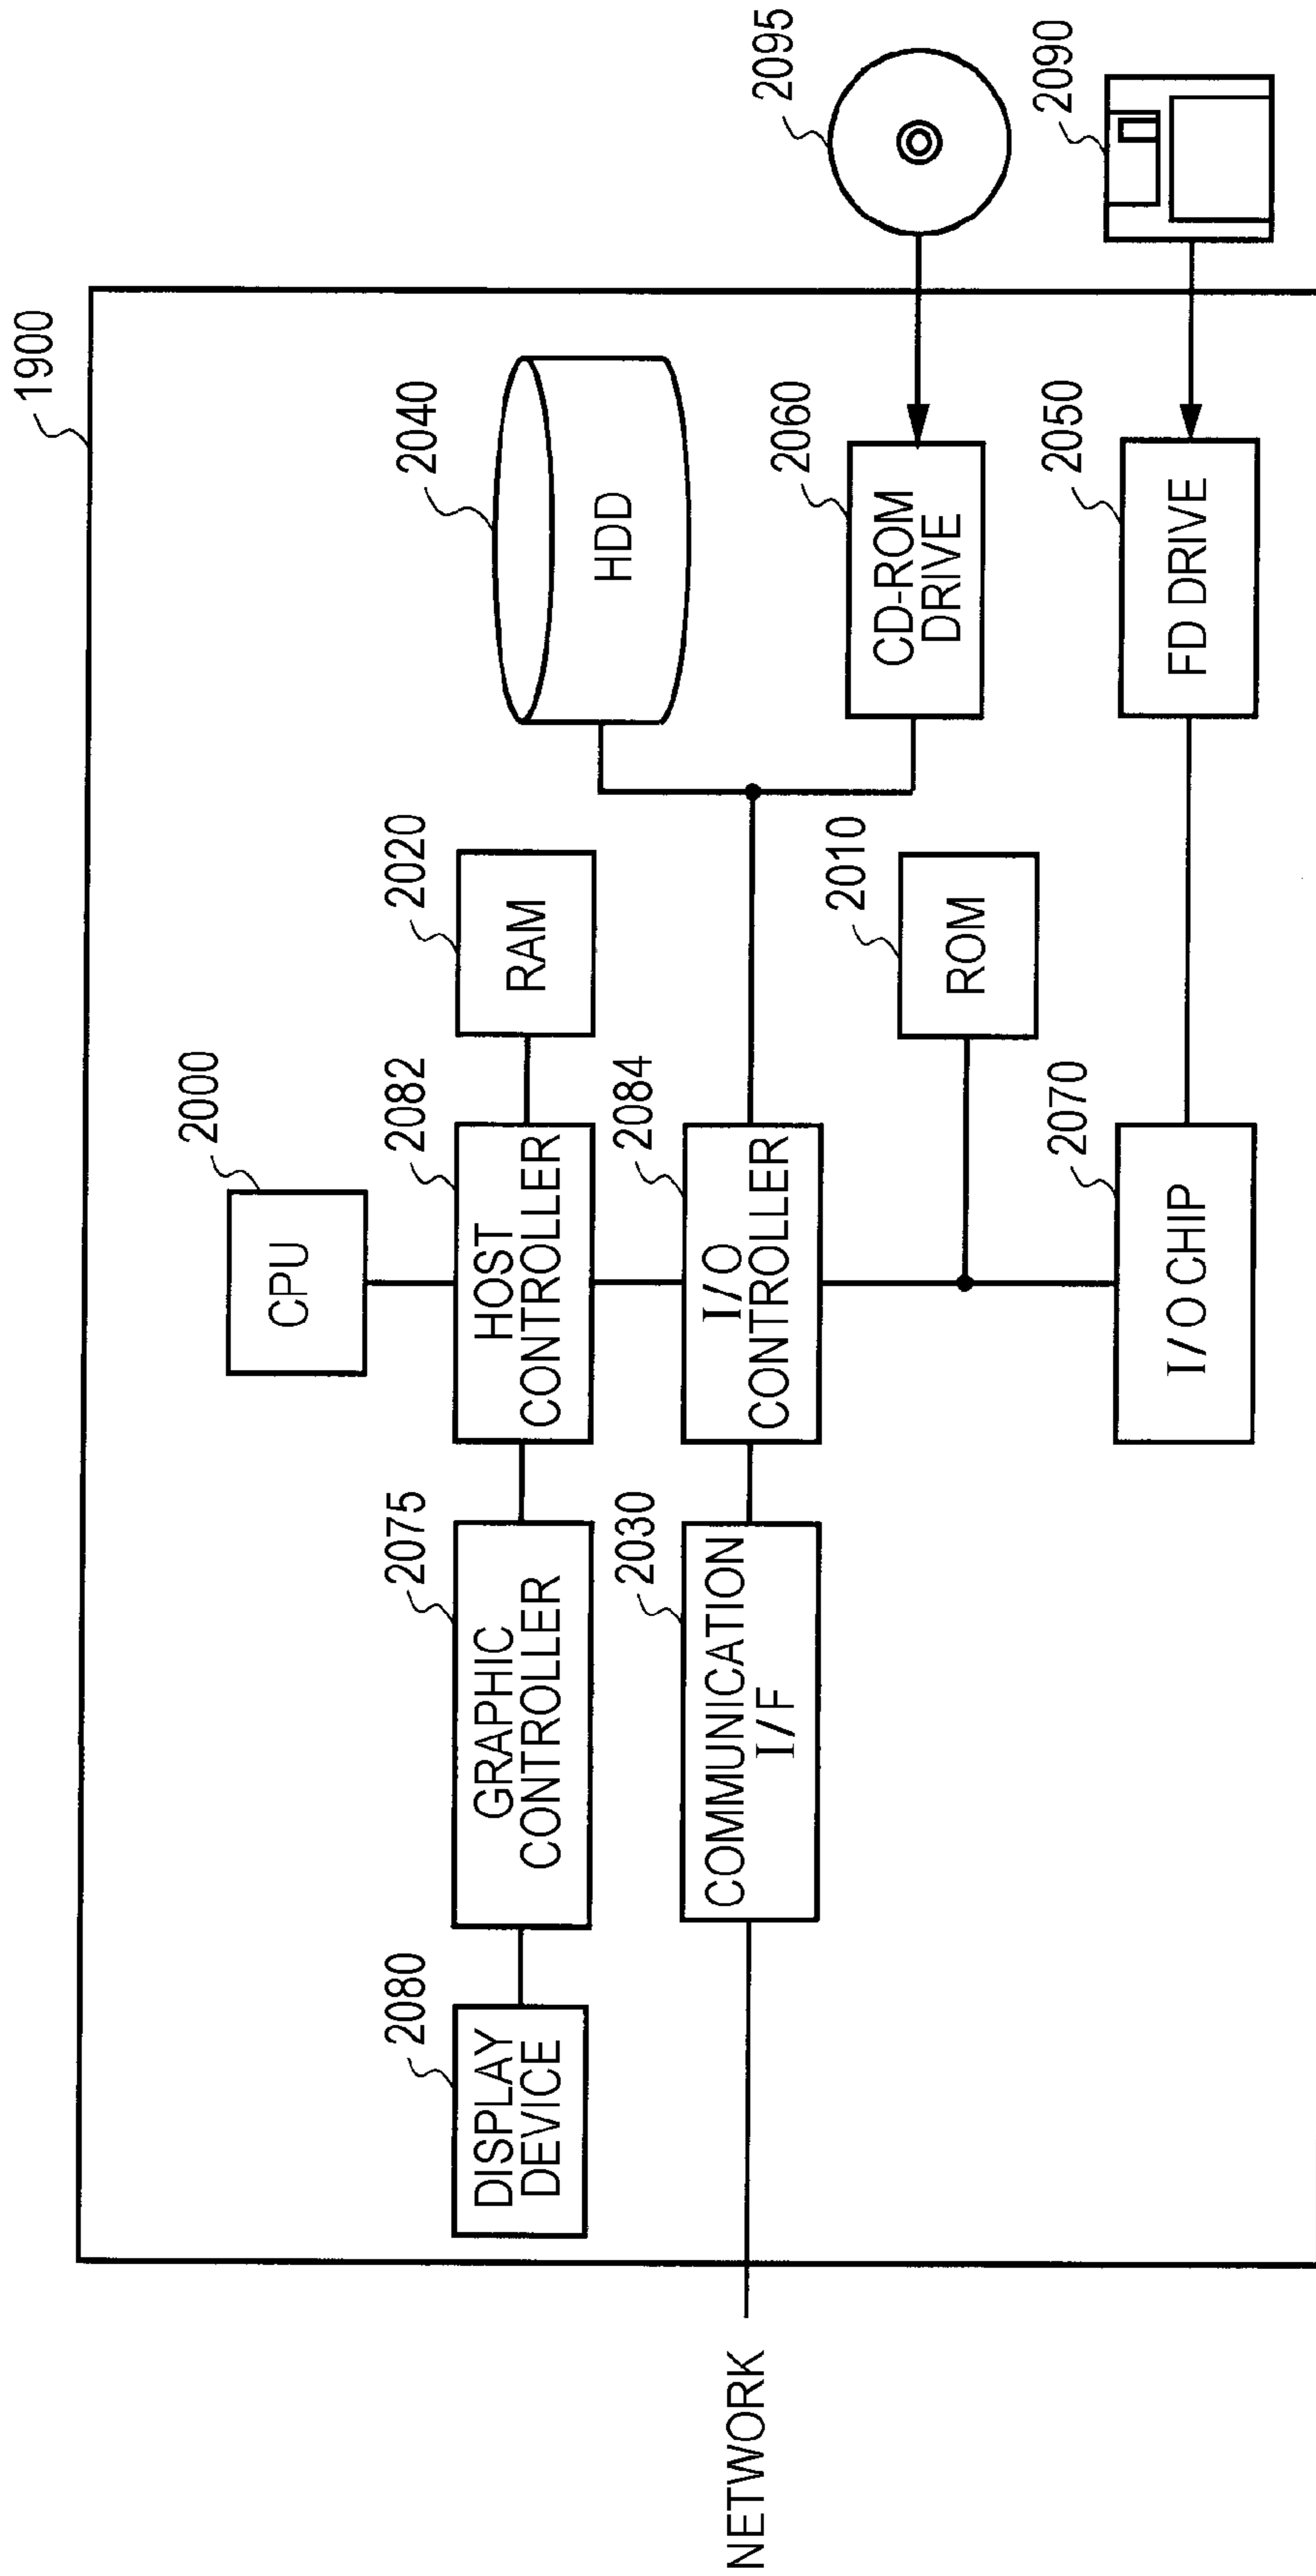 1900
2000
CPU
2080
DISPLAY
DEVICE
2075
GRAPHIC
CONTROLLER
2082
HOST
CONTROLLER
2020
RAM
2040
HDD
NETWORK
2030
COMMUNICATION
I/F
2084
I/O
CONTROLLER
2010
ROM
2060
CD-ROM
DRIVE
2095
2070
I/O CHIP
2050
FD DRIVE
2090